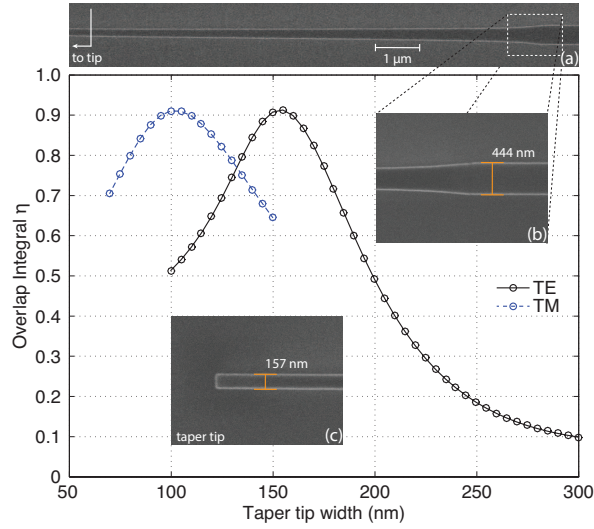 to tip
1 μm
(a)
1.0
0.9
0.8
0.7
0.6
0.5
0.4
0.3
0.2
0.1
0
Overlap Integral η
444 nm
(b)
TE
TM
157 nm
taper tip
(c)
50
100
150
200
250
300
Taper tip width (nm)